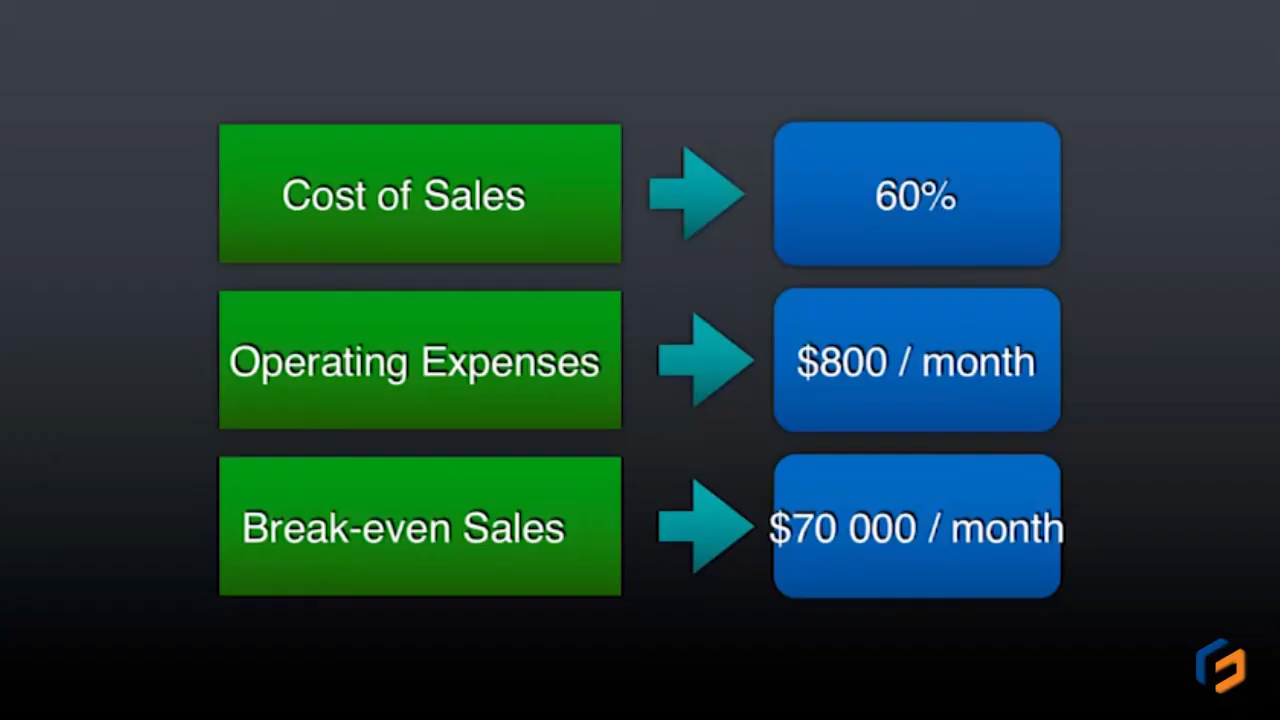 Cost of Sales
60%
Operating Expenses
$800 / month
Break-even Sales
$70 000 / month